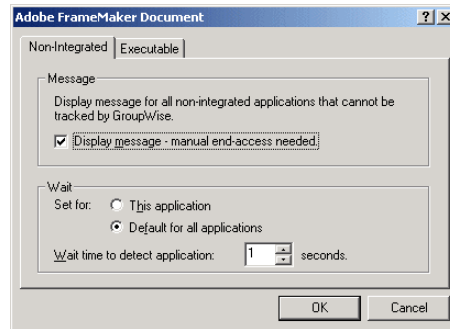 Adobe FrameMaker Document
Non-Integrated Executable
Message
Display message for all non-integrated applications that cannot be
tracked by GroupWise.
Display message - manual end-access needed.
Wait
Set for: This application
Default for all applications
Wait time to detect application: 1 seconds.
OK Cancel